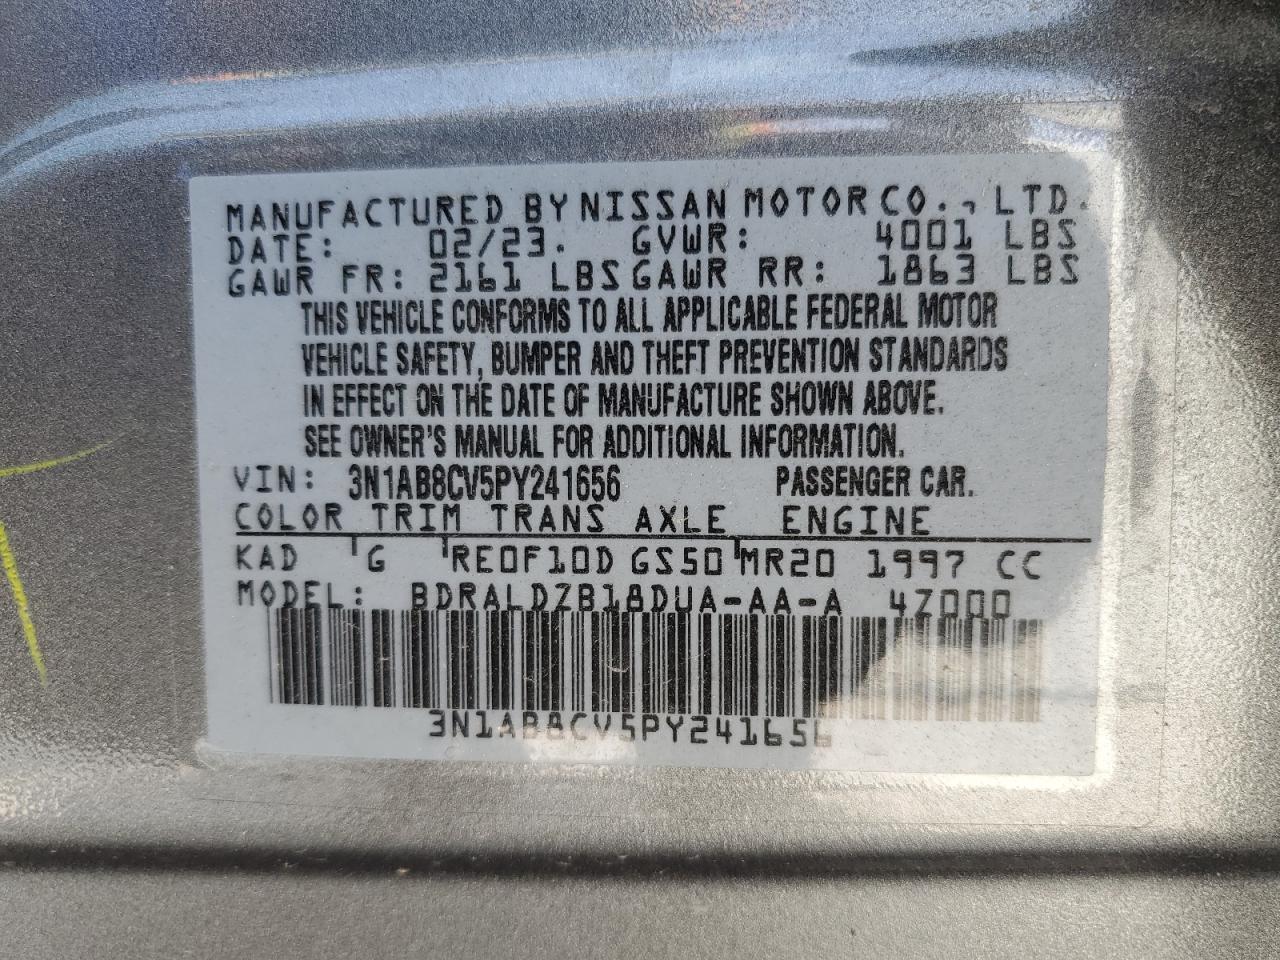 MANUFACTURED BY NISSAN MOTOR CO., LTD.
DATE: 02/23. GVWR: 4001 LBS
GAWR FR: 2161 LBS GAWR RR: 1863 LBS
THIS VEHICLE CONFORMS TO ALL APPLICABLE FEDERAL MOTOR
VEHICLE SAFETY, BUMPER AND THEFT PREVENTION STANDARDS
IN EFFECT ON THE DATE OF MANUFACTURE SHOWN ABOVE.
SEE OWNER'S MANUAL FOR ADDITIONAL INFORMATION.
VIN: 3N1AB8CV5PY241656 PASSENGER CAR.
COLOR TRIM TRANS AXLE ENGINE
KAD G RE0F10D GS50 MR20 1997 CC
MODEL: BDRALDZB18DUA-AA-A 4Z000
3N1AB8CV5PY241656